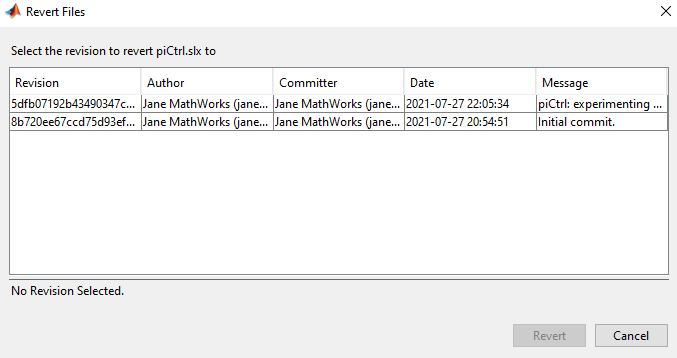 Revert Files
Select the revision to revert piCtrl.slx to
Revision Author Committer Date Message
5dfb07192b43490347c... Jane MathWorks (jane... Jane MathWorks (jane... 2021-07-27 22:05:34 piCtrl: experimenting ...
8b720ee67ccd75d93ef... Jane MathWorks (jane... Jane MathWorks (jane... 2021-07-27 20:54:51 Initial commit.
No Revision Selected.
Revert Cancel